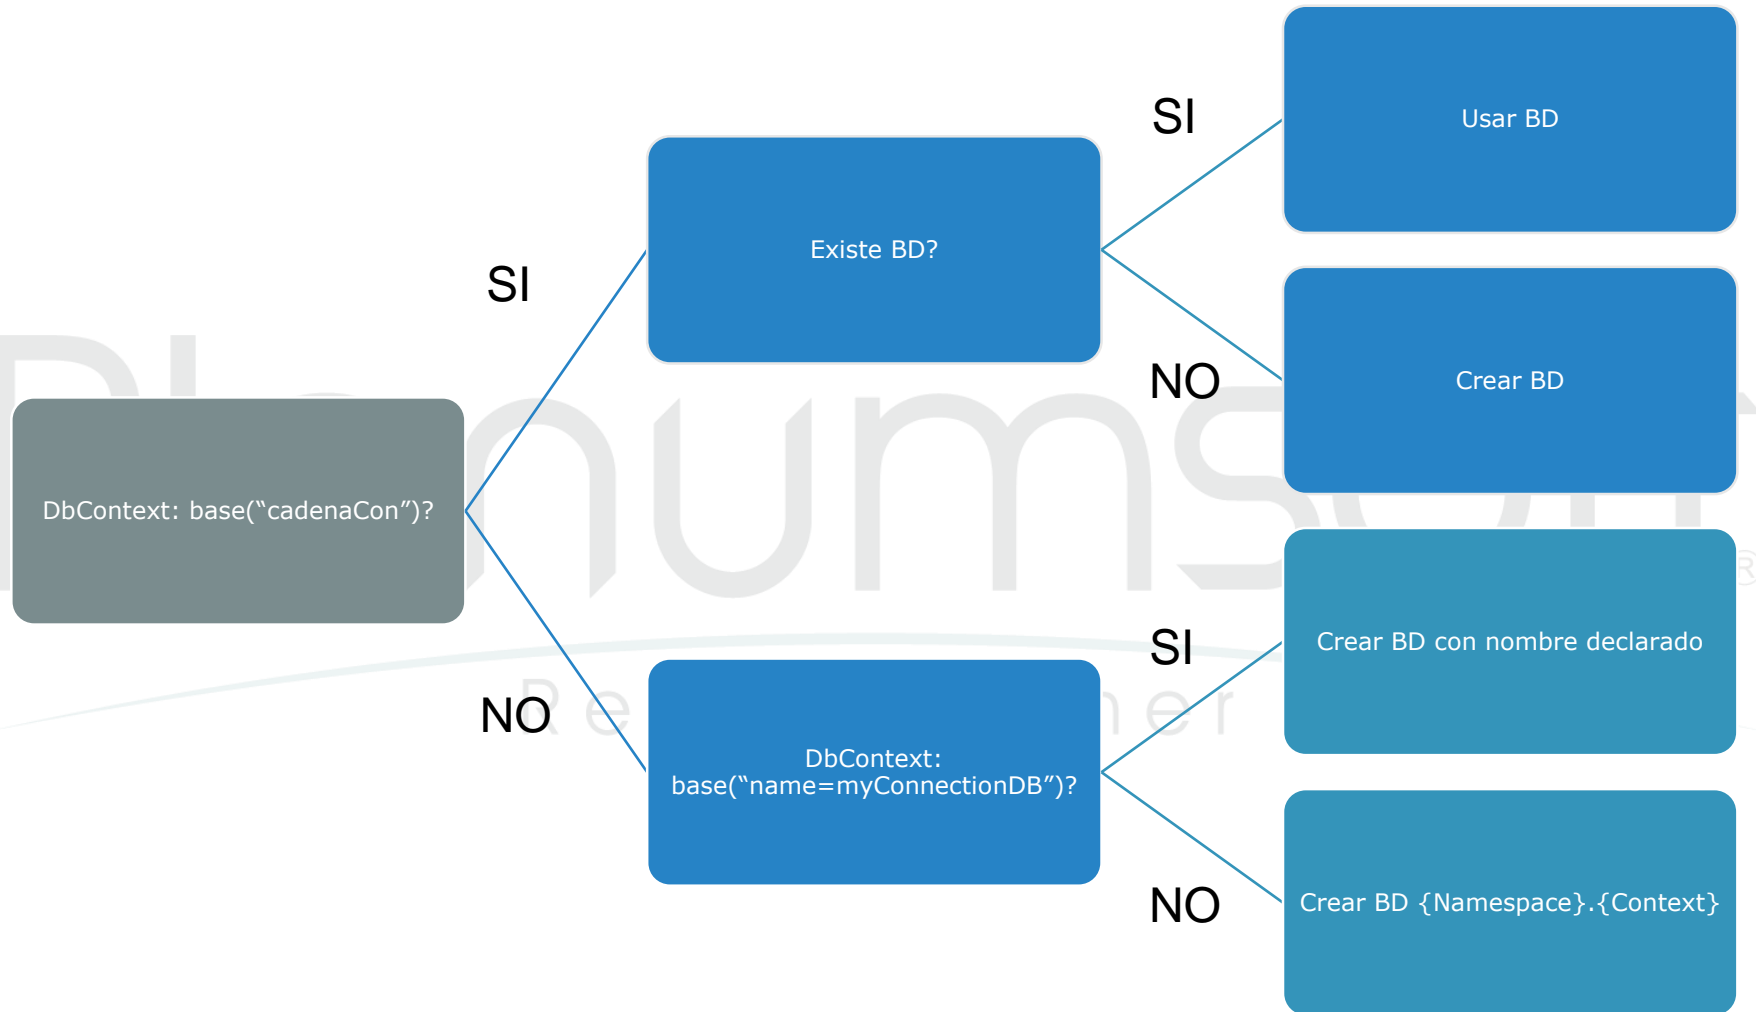 SI
Usar BD
Existe BD?
SI
NO
Crear BD
DbContext: base(“cadenaCon”)?
NO
DbContext:
base(“name=myConnectionDB”)?
SI
Crear BD con nombre declarado
NO
Crear BD {Namespace}.{Context}
®